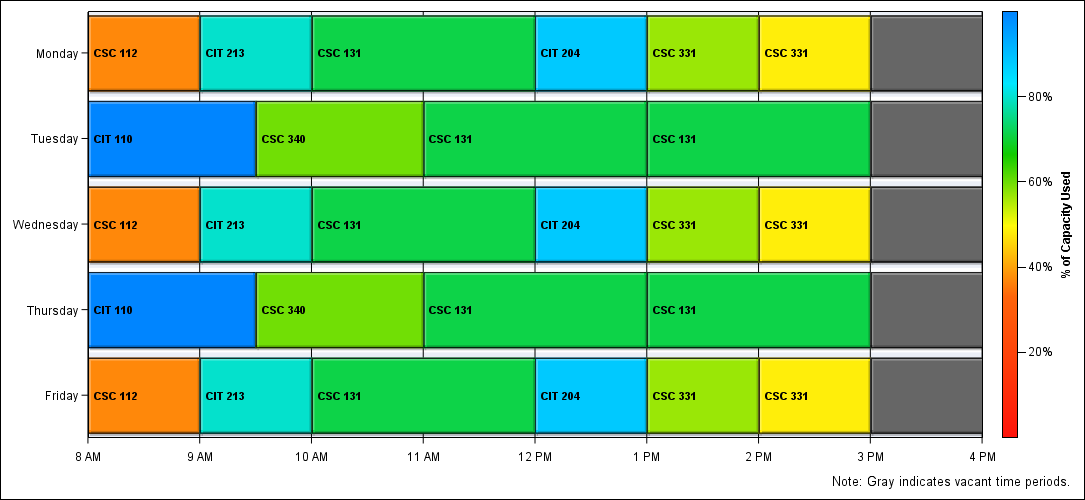 Monday
CSC 112
CIT 213
CSC 131
CIT 204
CSC 331
CSC 331
Tuesday
CIT 110
CSC 340
CSC 131
CSC 131
Wednesday
CSC 112
CIT 213
CSC 131
CIT 204
CSC 331
CSC 331
Thursday
CIT 110
CSC 340
CSC 131
CSC 131
Friday
CSC 112
CIT 213
CSC 131
CIT 204
CSC 331
CSC 331
8 AM
9 AM
10 AM
11 AM
12 PM
1 PM
2 PM
3 PM
4 PM
80%
60%
40%
20%
% of Capacity Used
Note: Gray indicates vacant time periods.